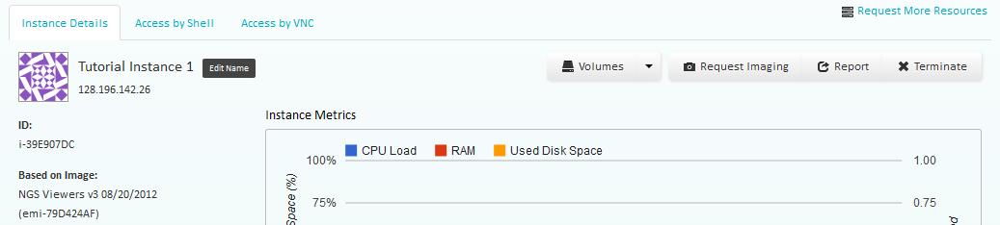 Instance Details
Access by Shell
Access by VNC
Request More Resources
Tutorial Instance 1
Edit Name
128.196.142.26
Volumes
Request Imaging
Report
Terminate
ID:
i-39E907DC
Based on Image:
NGS Viewers v3 08/20/2012
(emi-79D424AF)
Instance Metrics
CPU Load
RAM
Used Disk Space
100%
1.00
75%
0.75
Space (%)